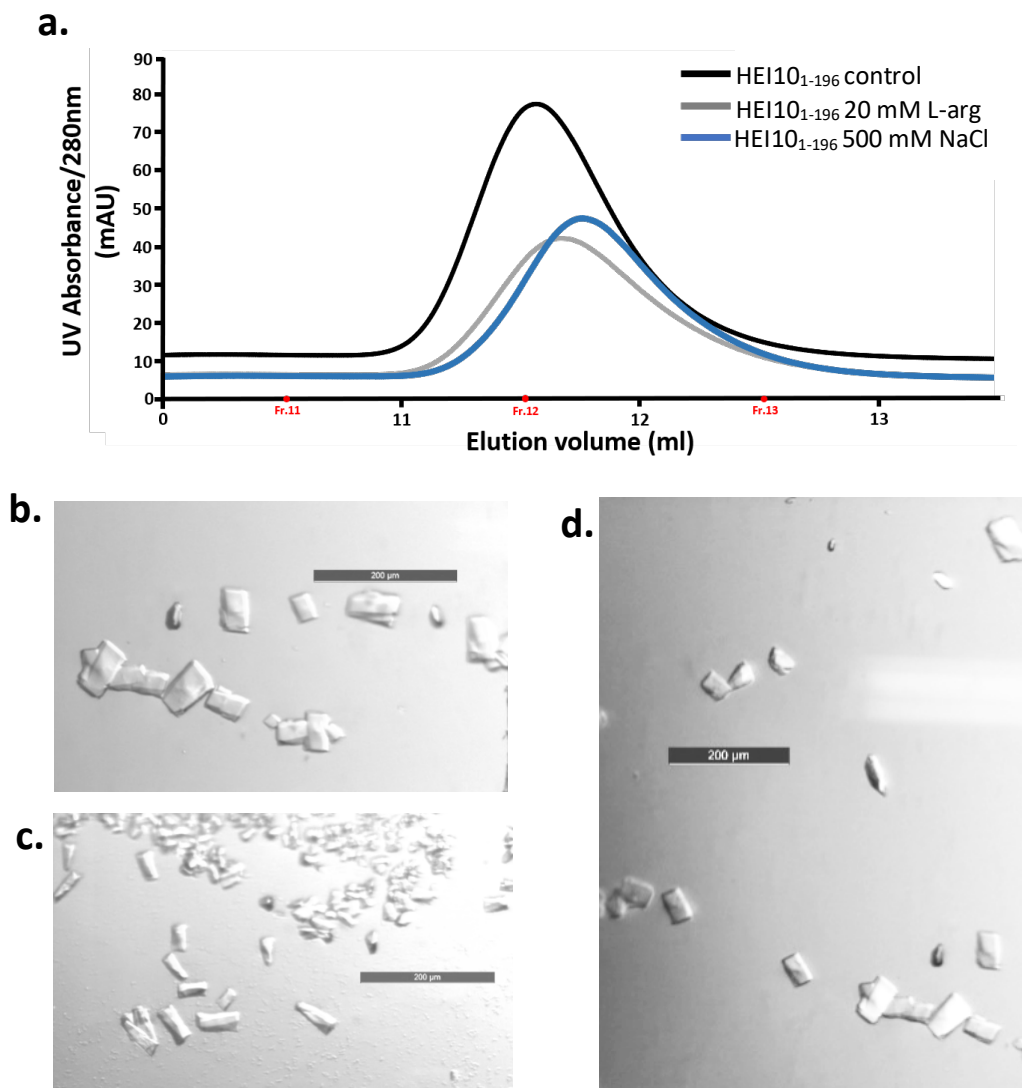 a.
UV Absorbance/280nm
(mAU)
90
80
70
60
50
40
30
20
10
0
HEI10₁₋₁₉₆ control
HEI10₁₋₁₉₆ 20 mM L-arg
HEI10₁₋₁₉₆ 500 mM NaCl
Fr.11
Fr.12
Fr.13
0
11
12
13
Elution volume (ml)
b.
200 µm
c.
200 µm
d.
200 µm